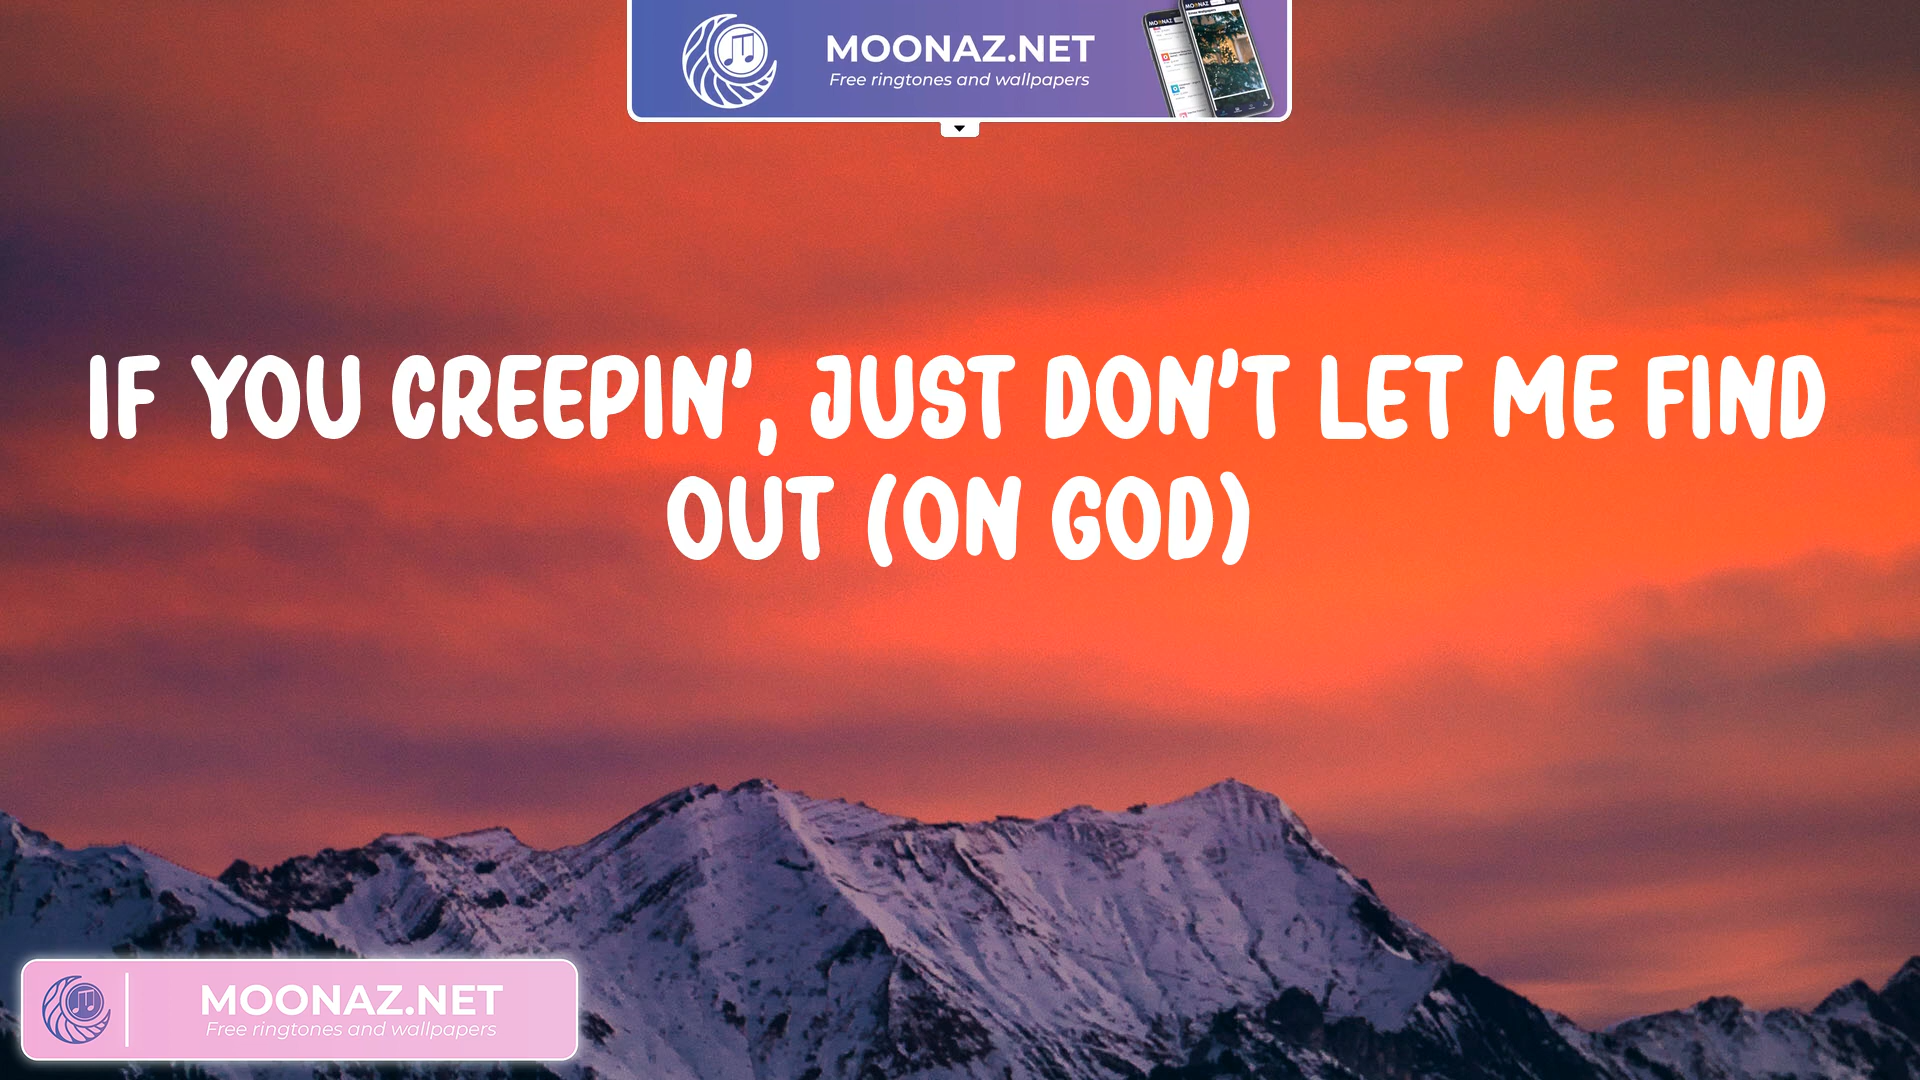 MOONAZ.NET
Free ringtones and wallpapers
IF YOU CREEPIN', JUST DON'T LET ME FIND
OUT (ON GOD)
MOONAZ.NET
Free ringtones and wallpapers